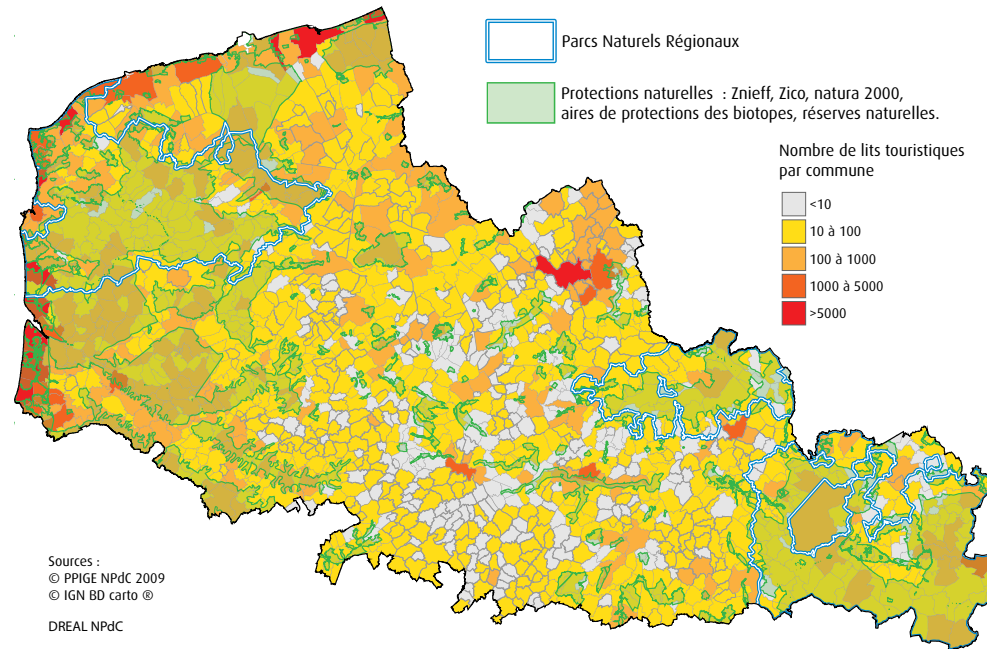 Parcs Naturels Régionaux
Protections naturelles : Znieff, Zico, natura 2000,
aires de protections des biotopes, réserves naturelles.
Nombre de lits touristiques
par commune
<10
10 à 100
100 à 1000
1000 à 5000
>5000
Sources :
© PPIGE NPdC 2009
© IGN BD carto ®
DREAL NPdC